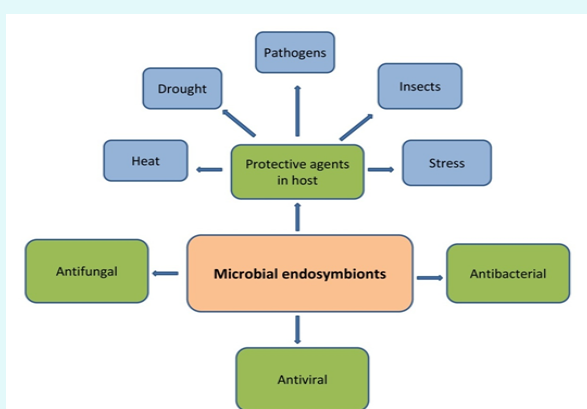 Pathogens
Drought
Insects
Heat
Protective agents
in host
Stress
Antifungal
Microbial endosymbionts
Antibacterial
Antiviral